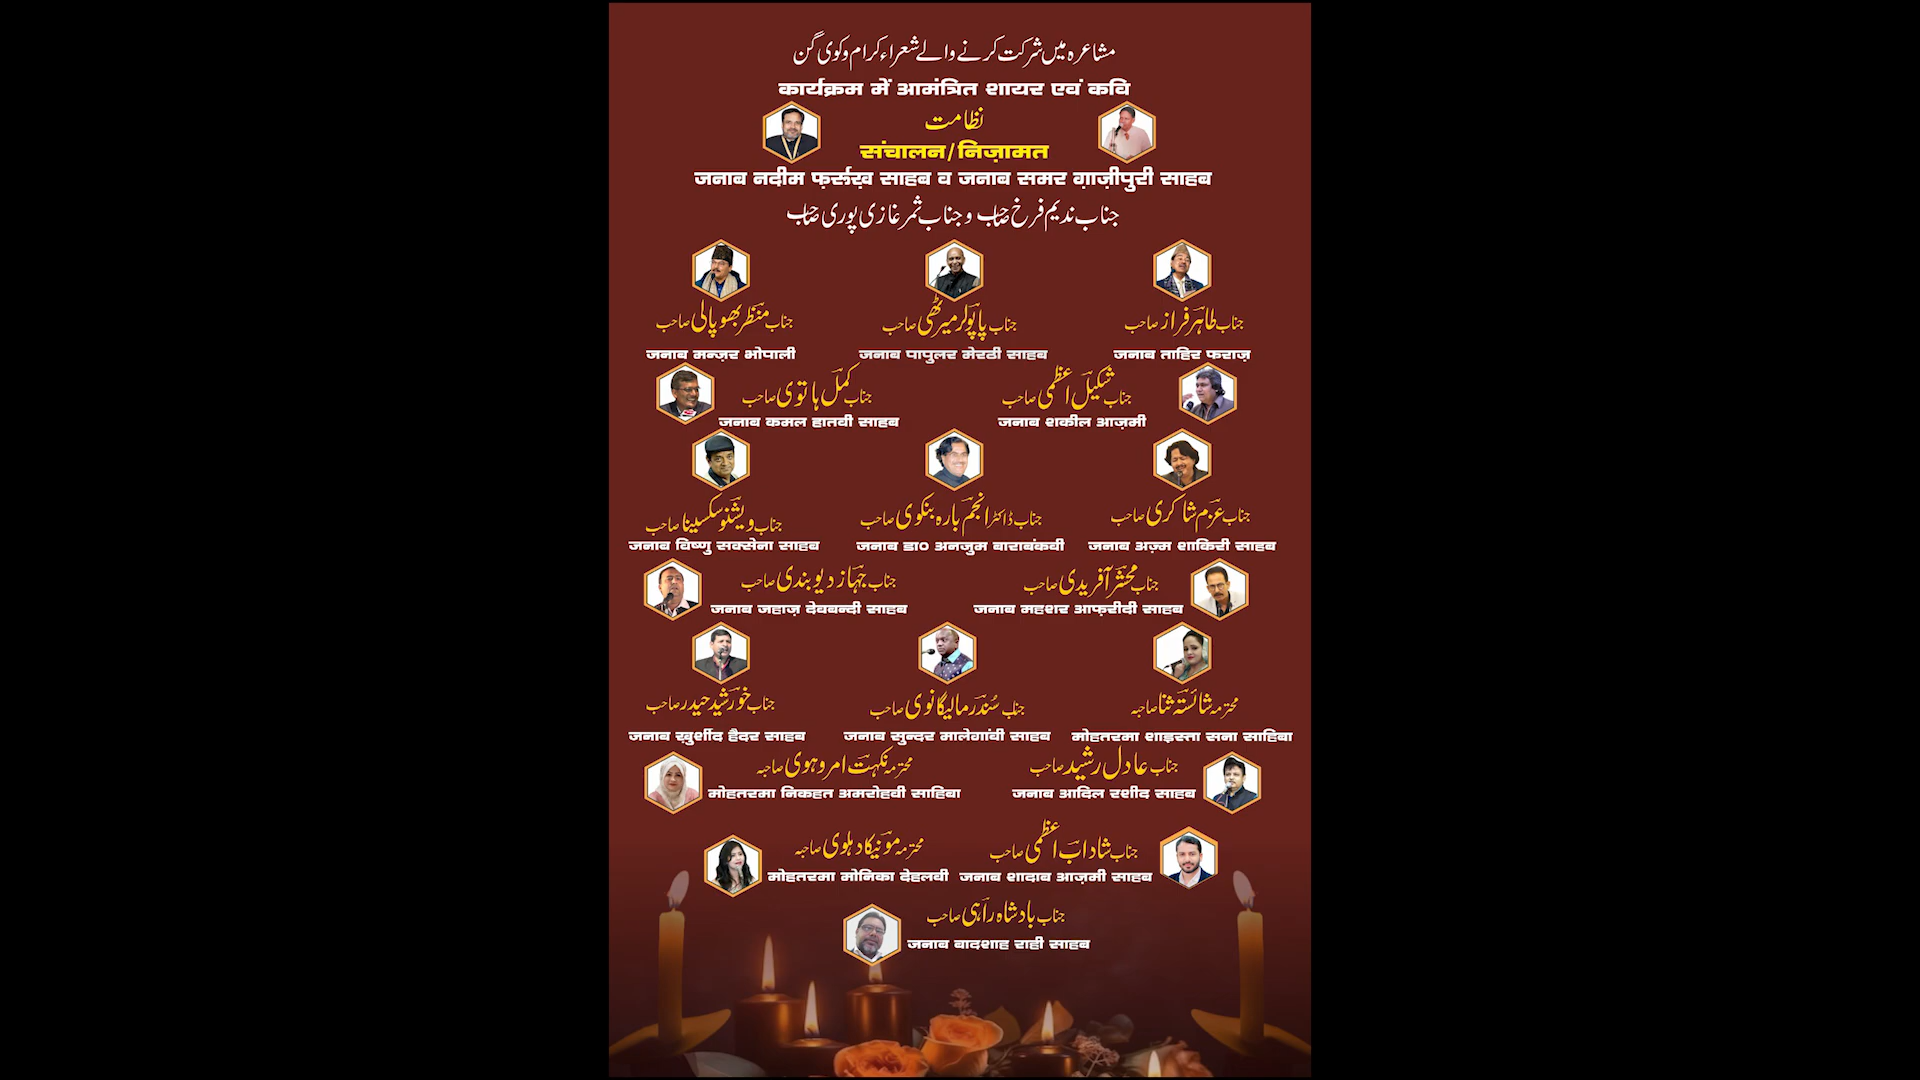 مشاعرہ میں شرکت کرنے والے شعراء کرام و کوی گن
कार्यक्रम में आमंत्रित शायर एवं कवि
نظامت
संचालन/निज़ामत
जनाब नदीम फ़र्रूख़ साहब व जनाब समर ग़ाज़ीपुरी साहब
جناب ندیم فرخ صاحب و جناب ثمر غازی پوری صاحب
جناب منظر بھوپالی صاحب
जनाब मन्ज़र भोपाली
جناب پاپولر میرٹھی صاحب
जनाब पापुलर मेरठी साहब
جناب طاہر فراز صاحب
जनाब ताहिर फराज़
جناب کمل ہاتوی صاحب
जनाब कमल हातवी साहब
جناب شکیل اعظمی صاحب
जनाब शकील आज़मी
جناب ویشنو سکسینا صاحب
जनाब विष्णु सक्सेना साहब
جناب ڈاکٹر انجم بارہ بنکوی صاحب
जनाब डा० अनजुम बाराबंकवी
جناب عزم شاکری صاحب
जनाब अज़्म शाकिरी साहब
جناب جہاز دیوبندی صاحب
जनाब जहाज़ देवबन्दी साहब
جناب محشر آفریدی صاحب
जनाब महशर आफ़रीदी साहब
جناب خورشید حیدر صاحب
जनाब ख़ुर्शीद हैदर साहब
جناب سُندر مالیگانوی صاحب
जनाब सुन्दर मालेगांवी साहब
محترمہ شائستہ ثنا صاحبہ
मोहतरमा शाइस्ता सना साहिबा
محترمہ نکہت امروہوی صاحبہ
मोहतरमा निकहत अमरोहवी साहिबा
جناب عادل رشید صاحب
जनाब आदिल रशीद साहब
محترمہ مونیکا دہلوی صاحبہ
मोहतरमा मोनिका देहलवी
جناب شاداب اعظمی صاحب
जनाब शादाब आज़मी साहब
جناب بادشاہ راہی صاحب
जनाब बादशाह राही साहब